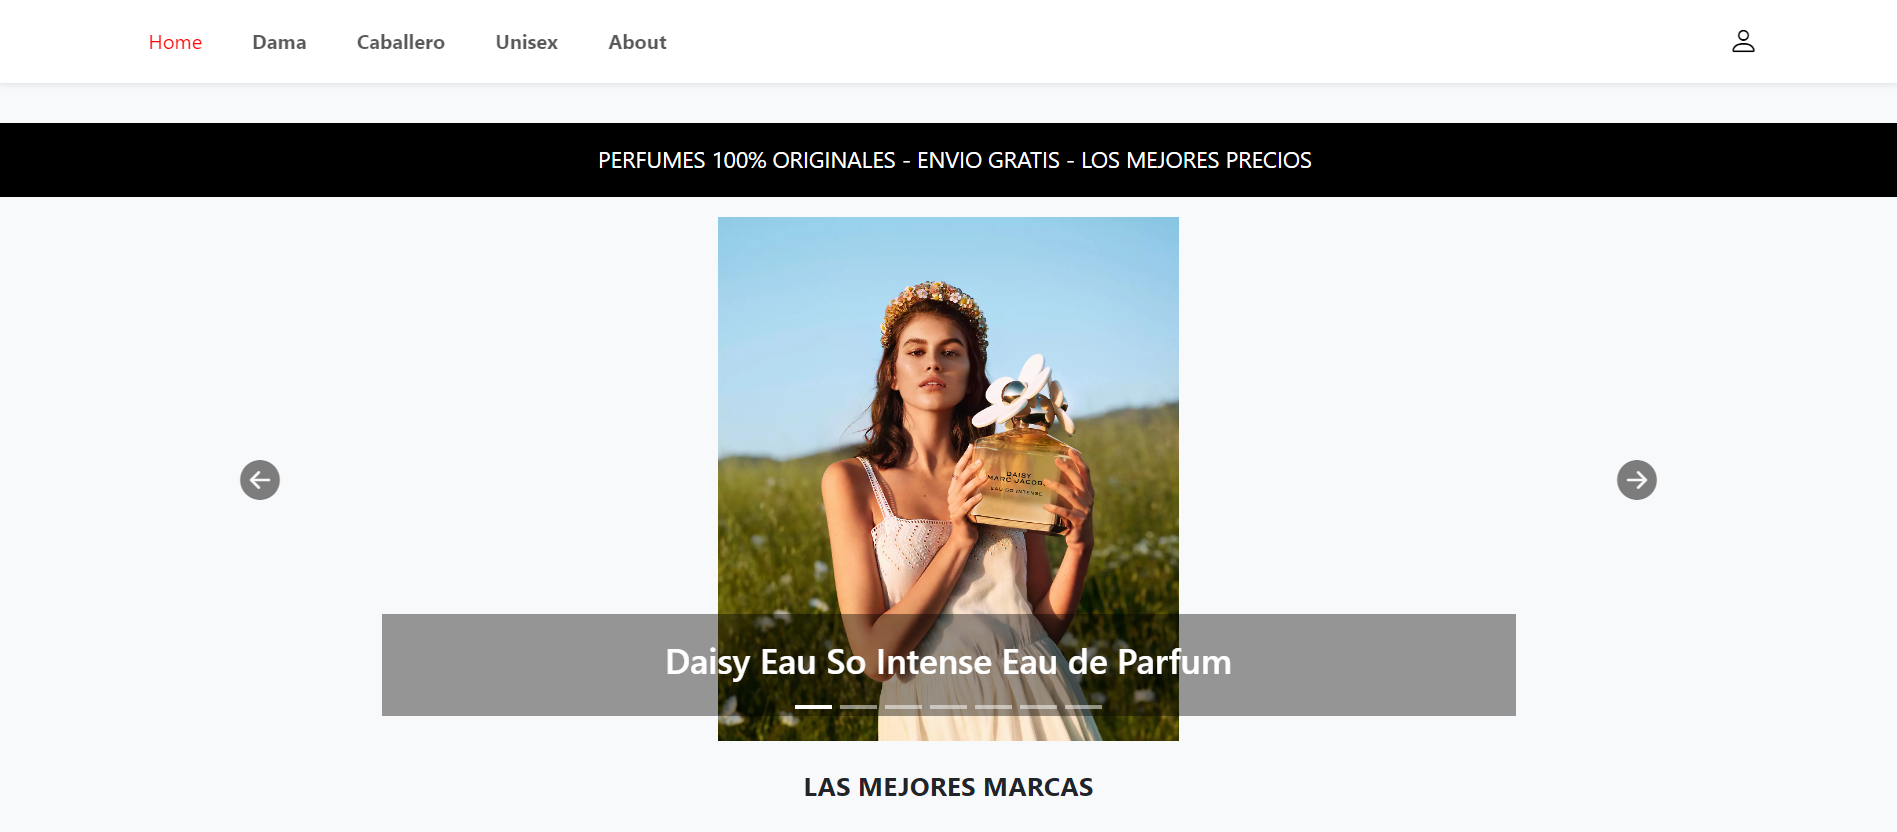 Home Dama Caballero Unisex About
PERFUMES 100% ORIGINALES - ENVIO GRATIS - LOS MEJORES PRECIOS
DAISY
MARC JACOBS
EAU SO INTENSE
Daisy Eau So Intense Eau de Parfum
LAS MEJORES MARCAS